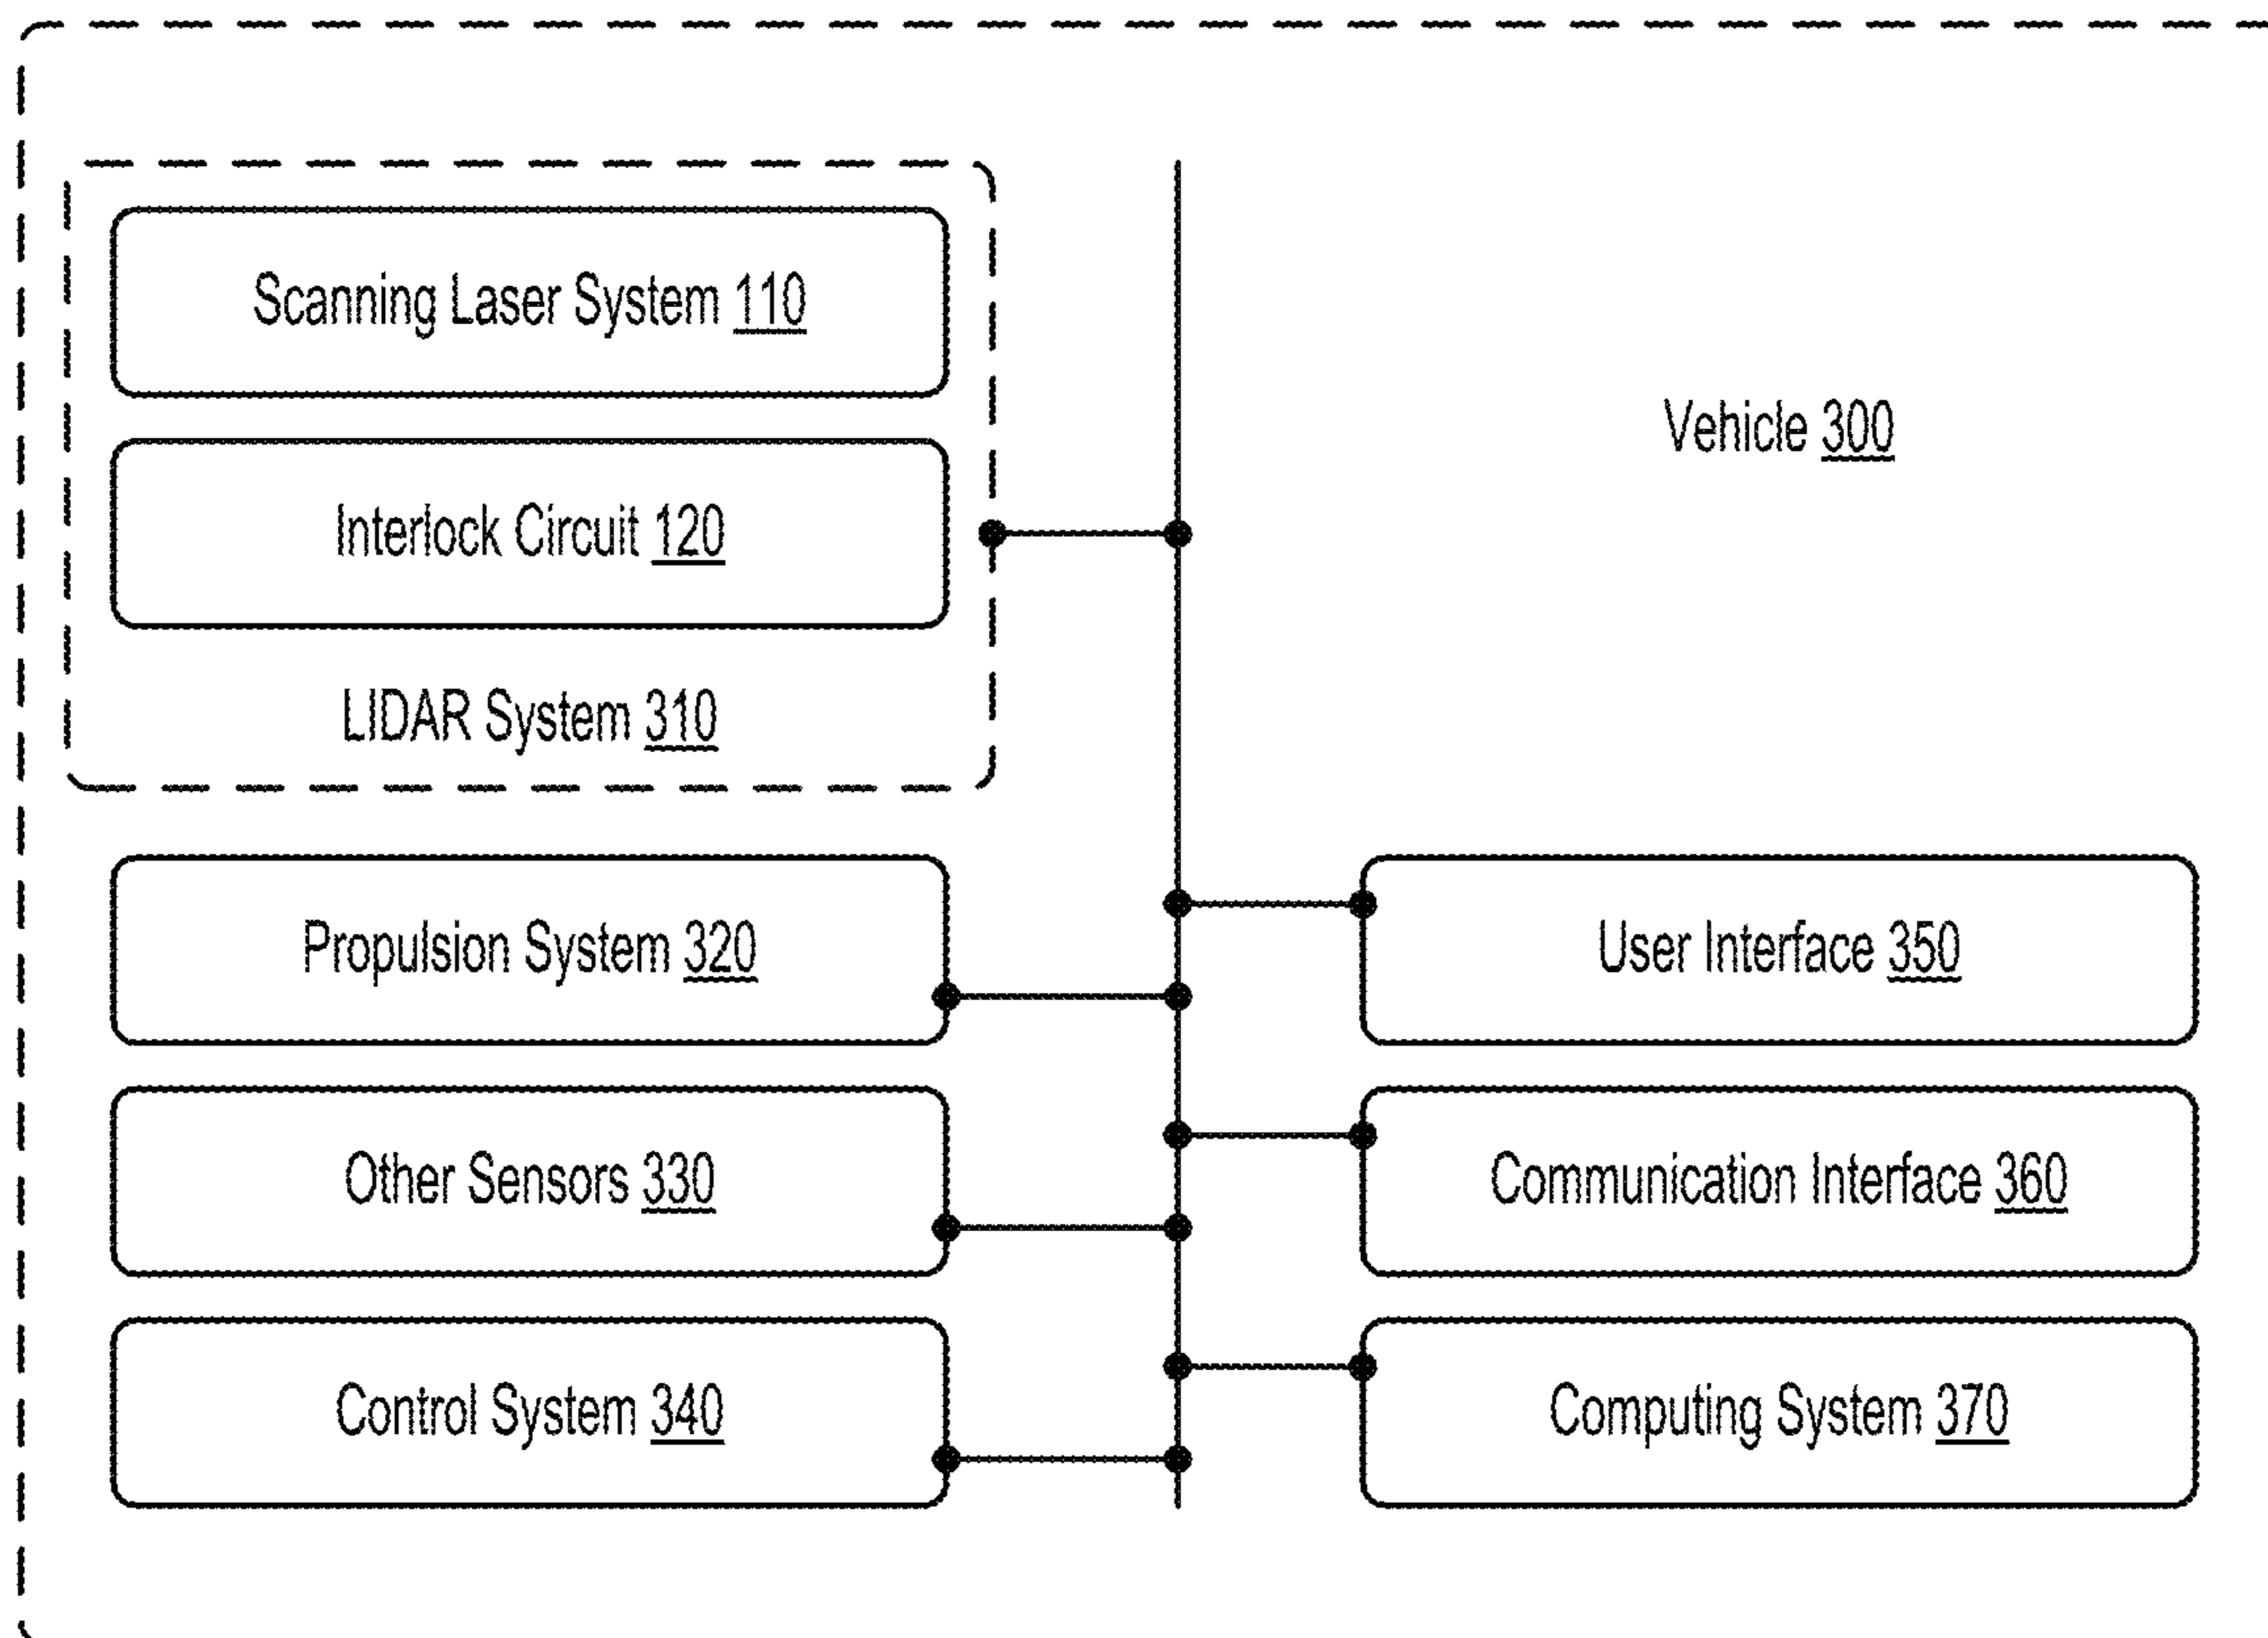 Scanning Laser System 110
Interlock Circuit 120
LIDAR System 310
Vehicle 300
Propulsion System 320
Other Sensors 330
Control System 340
User Interface 350
Communication Interface 360
Computing System 370